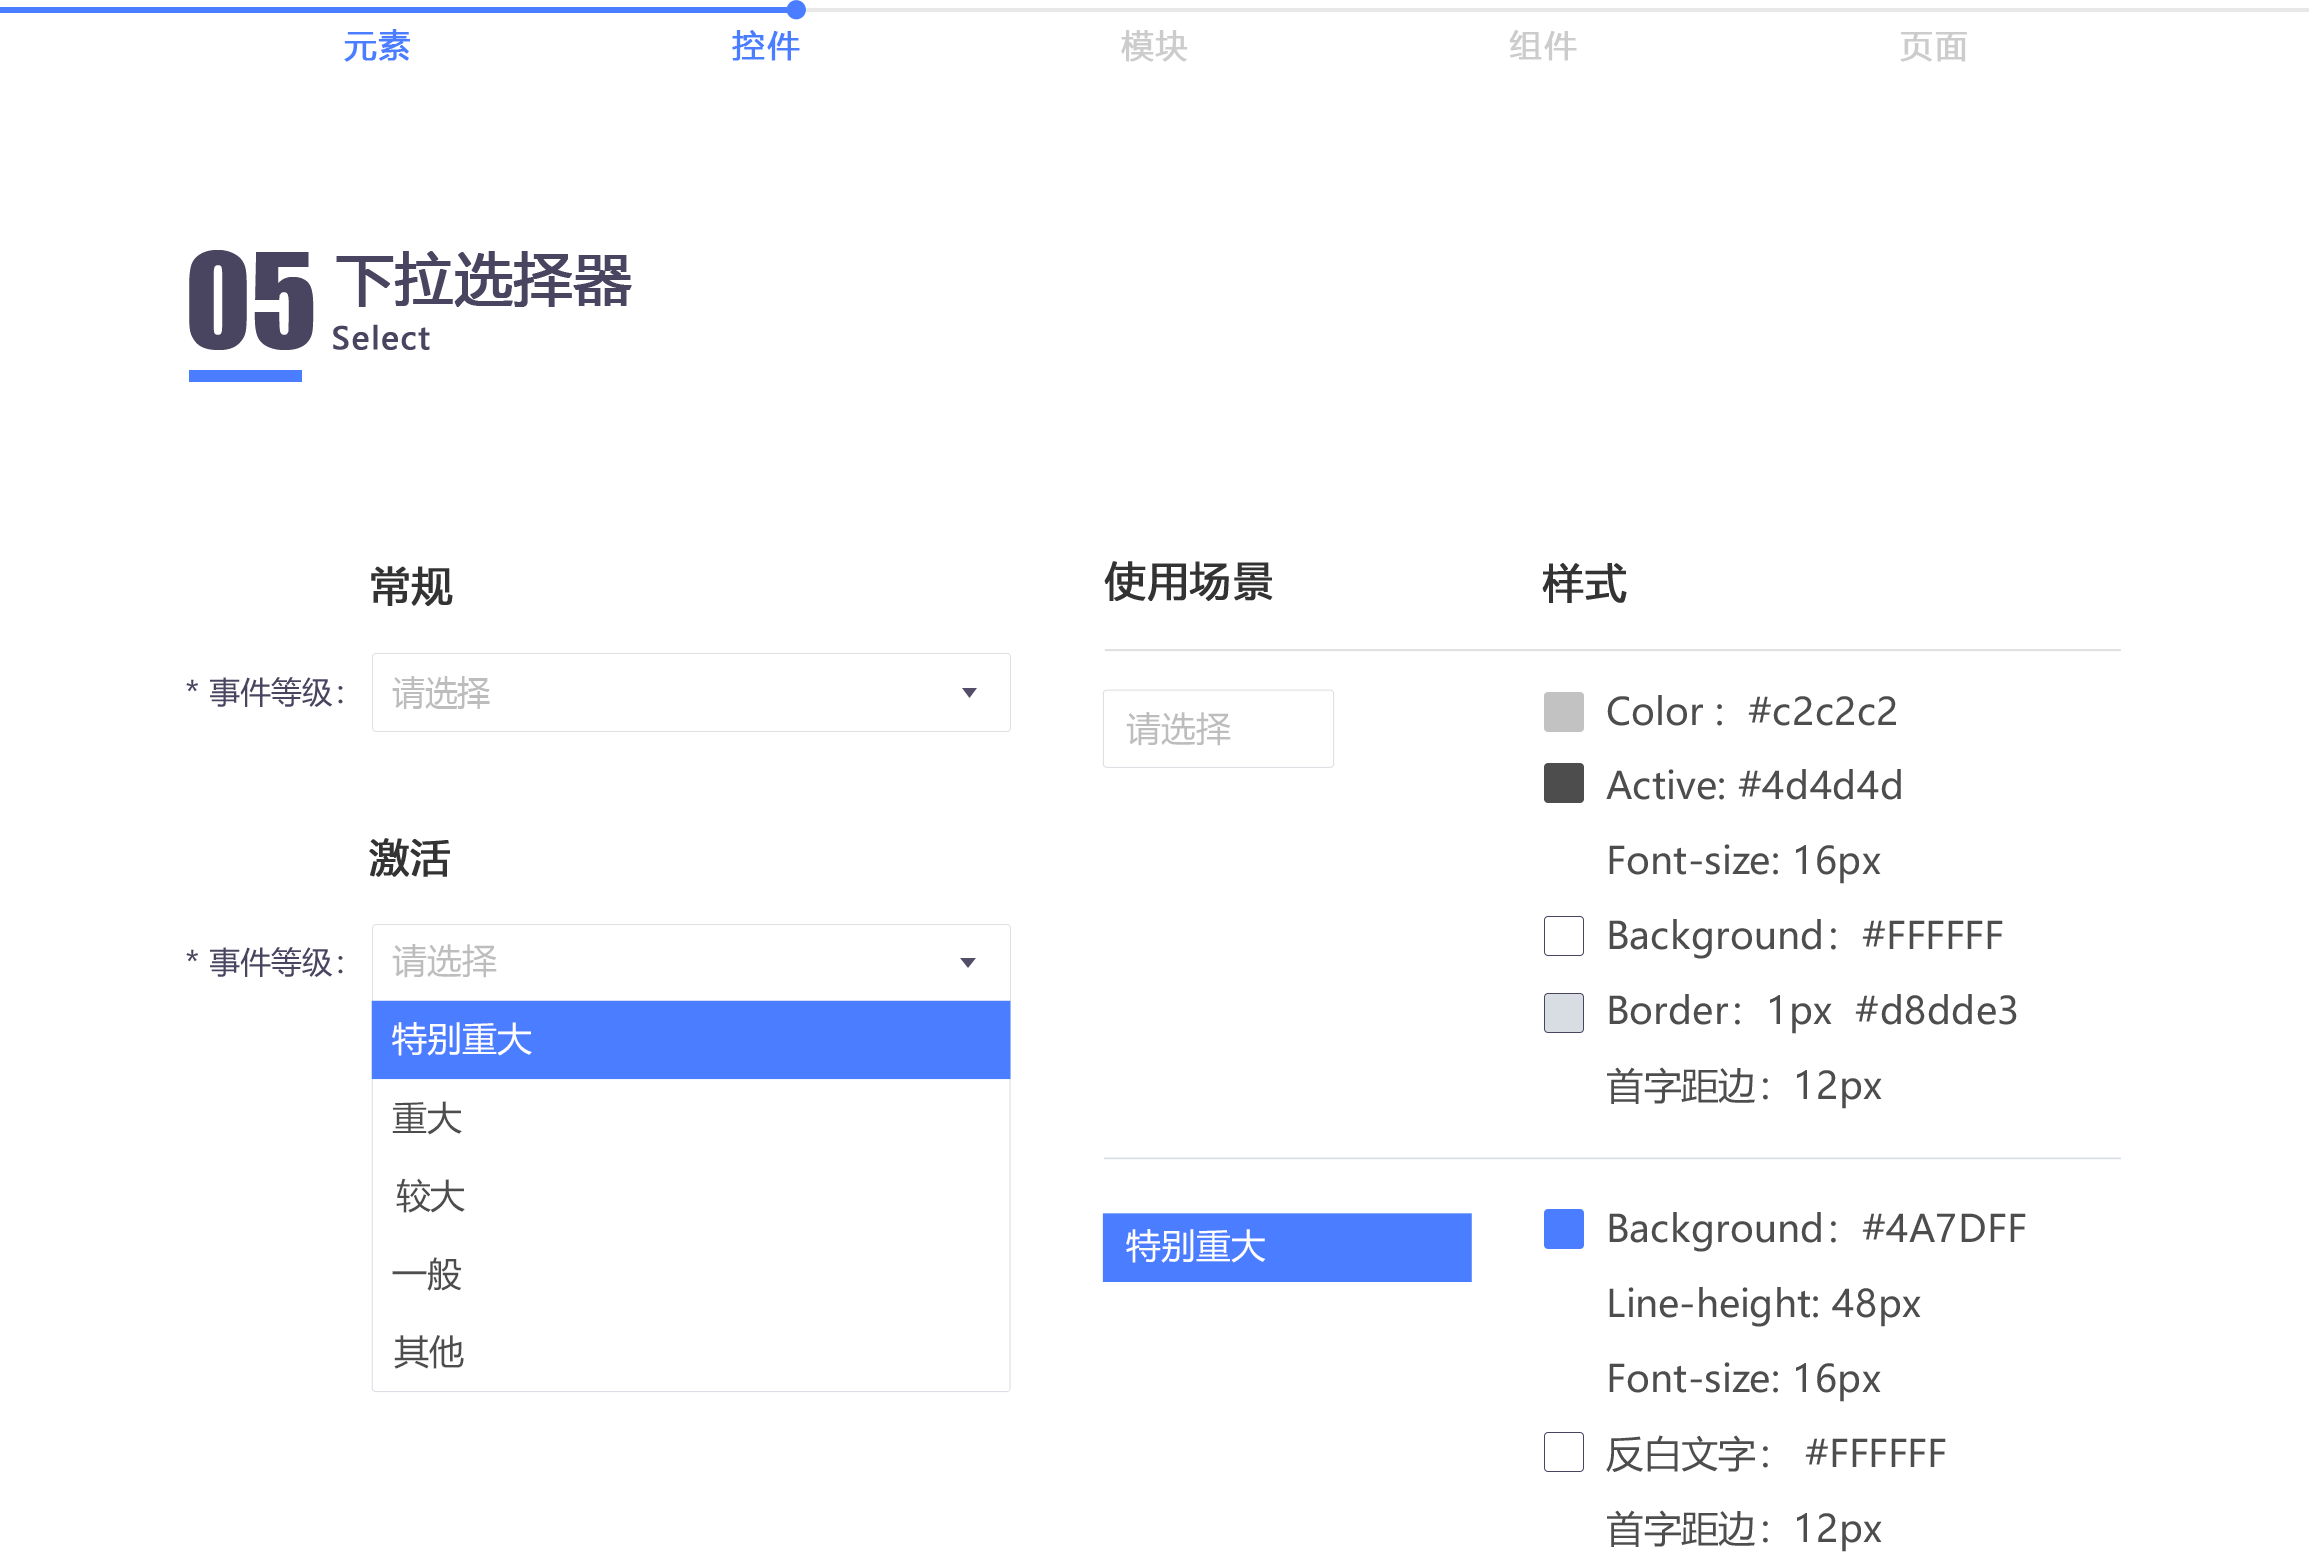 元素 控件 模块 组件 页面
05 下拉选择器
Select
常规
* 事件等级：
请选择
激活
* 事件等级：
请选择
特别重大
重大
较大
一般
其他
使用场景 样式
请选择
Color： #c2c2c2
Active: #4d4d4d
Font-size: 16px
Background： #FFFFFF
Border： 1px #d8dde3
首字距边：12px
特别重大
Background： #4A7DFF
Line-height: 48px
Font-size: 16px
反白文字： #FFFFFF
首字距边：12px